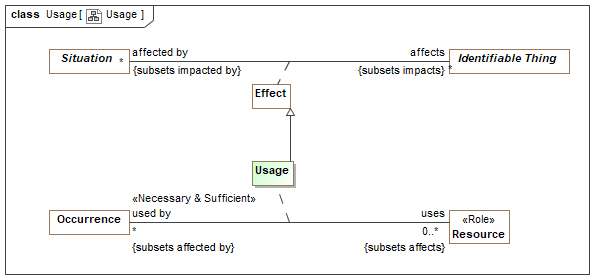 class Usage [ Usage ]
Situation
*
affected by
{subsets impacted by}
affects
{subsets impacts}
*
Identifiable Thing
Effect
Usage
«Necessary & Sufficient»
Occurrence
used by
*
{subsets affected by}
uses
0..*
{subsets affects}
«Role»
Resource